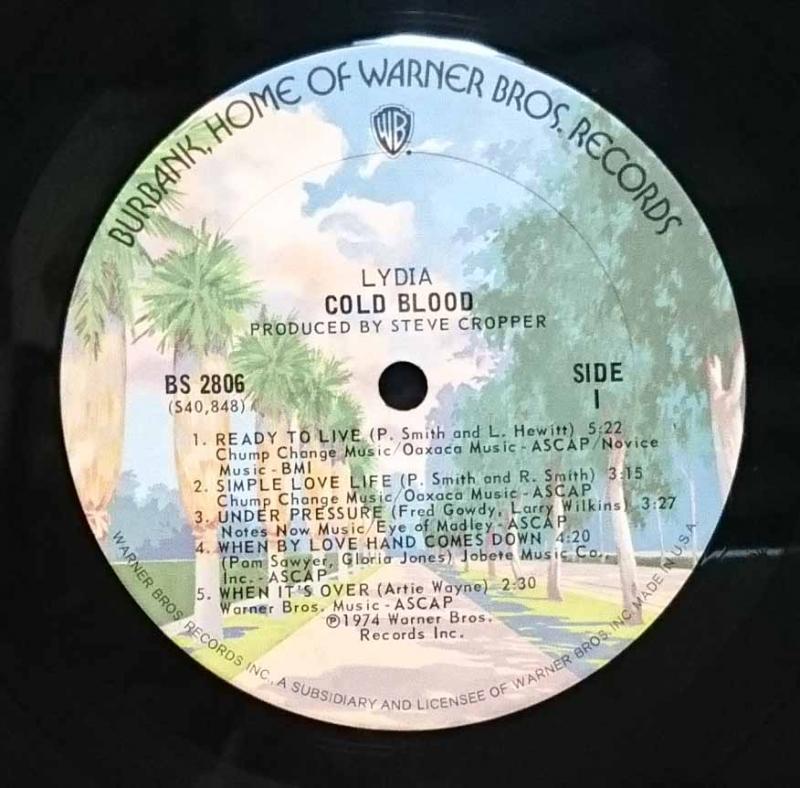 BURBANK, HOME OF WARNER BROS. RECORDS
WB
LYDIA
COLD BLOOD
PRODUCED BY STEVE CROPPER
BS 2806
(S40,848)
SIDE
1
1. READY TO LIVE (P. Smith and L. Hewitt) 5:22
Chump Change Music/Oaxaca Music - ASCAP/Novice
Music - BMI
2. SIMPLE LOVE LIFE (P. Smith and R. Smith) 3:15
Chump Change Music/Oaxaca Music - ASCAP
3. UNDER PRESSURE (Fred Gowdy, Larry Wilkins) 3:27
Notes Now Music/Eye of Madley - ASCAP
4. WHEN BY LOVE HAND COMES DOWN 4:20
(Pam Sawyer, Gloria Jones) Jobete Music Co.,
Inc. - ASCAP
5. WHEN IT'S OVER (Artie Wayne) 2:30
Warner Bros. Music - ASCAP
℗1974 Warner Bros.
Records Inc.
WARNER BROS. RECORDS INC., A SUBSIDIARY AND LICENSEE OF WARNER BROS. INC. MADE IN U.S.A.